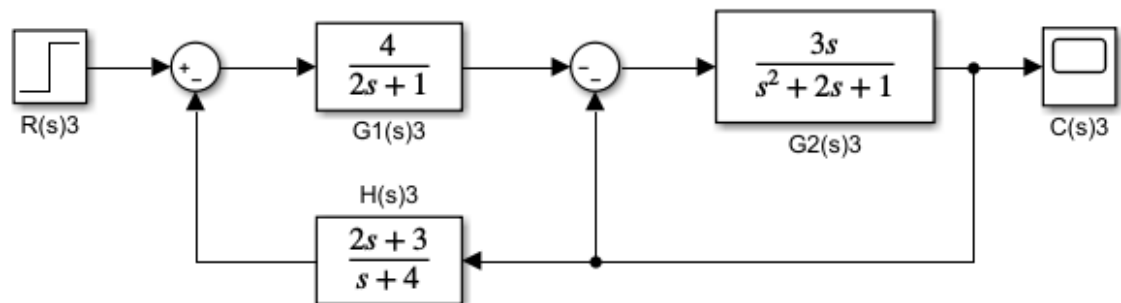 R(s)3
+
−
4
2s + 1
G1(s)3
−
−
3s
s² + 2s + 1
G2(s)3
C(s)3
H(s)3
2s + 3
s + 4